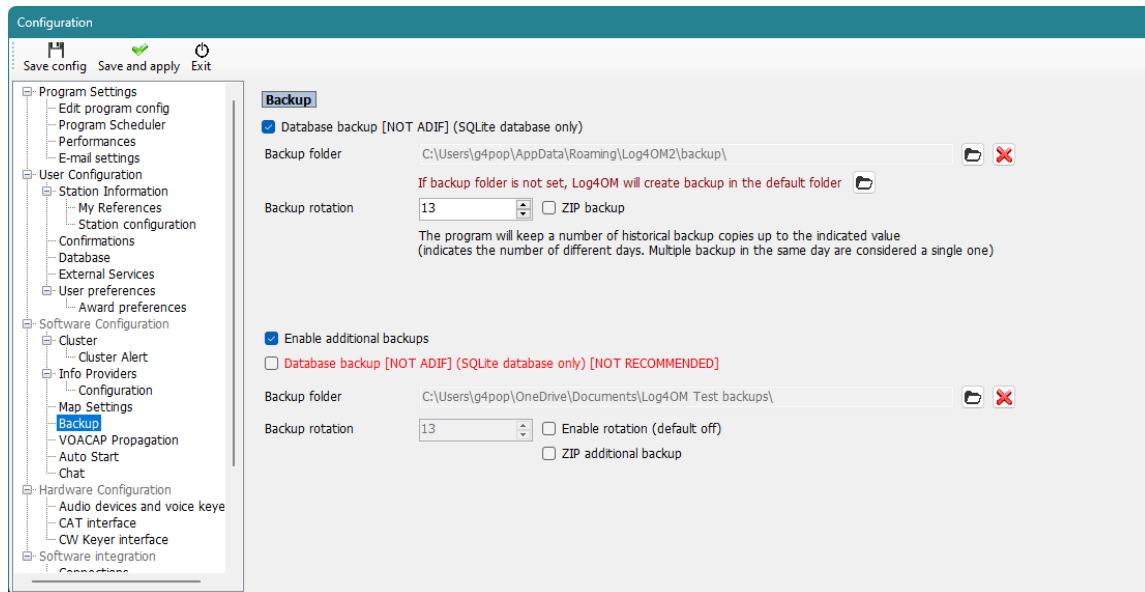 Configuration
Save config Save and apply Exit
Program Settings
Edit program config
Program Scheduler
Performances
E-mail settings
User Configuration
Station Information
My References
Station configuration
Confirmations
Database
External Services
User preferences
Award preferences
Software Configuration
Cluster
Cluster Alert
Info Providers
Configuration
Map Settings
Backup
VOACAP Propagation
Auto Start
Chat
Hardware Configuration
Audio devices and voice keye
CAT interface
CW Keyer interface
Software integration
Connections
Backup
Database backup [NOT ADIF] (SQLite database only)
Backup folder C:\Users\g4pop\AppData\Roaming\Log4OM2\backup\
If backup folder is not set, Log4OM will create backup in the default folder
Backup rotation 13 ZIP backup
The program will keep a number of historical backup copies up to the indicated value
(indicates the number of different days. Multiple backup in the same day are considered a single one)
Enable additional backups
Database backup [NOT ADIF] (SQLite database only) [NOT RECOMMENDED]
Backup folder C:\Users\g4pop\OneDrive\Documents\Log4OM Test backups\
Backup rotation 13 Enable rotation (default off)
ZIP additional backup